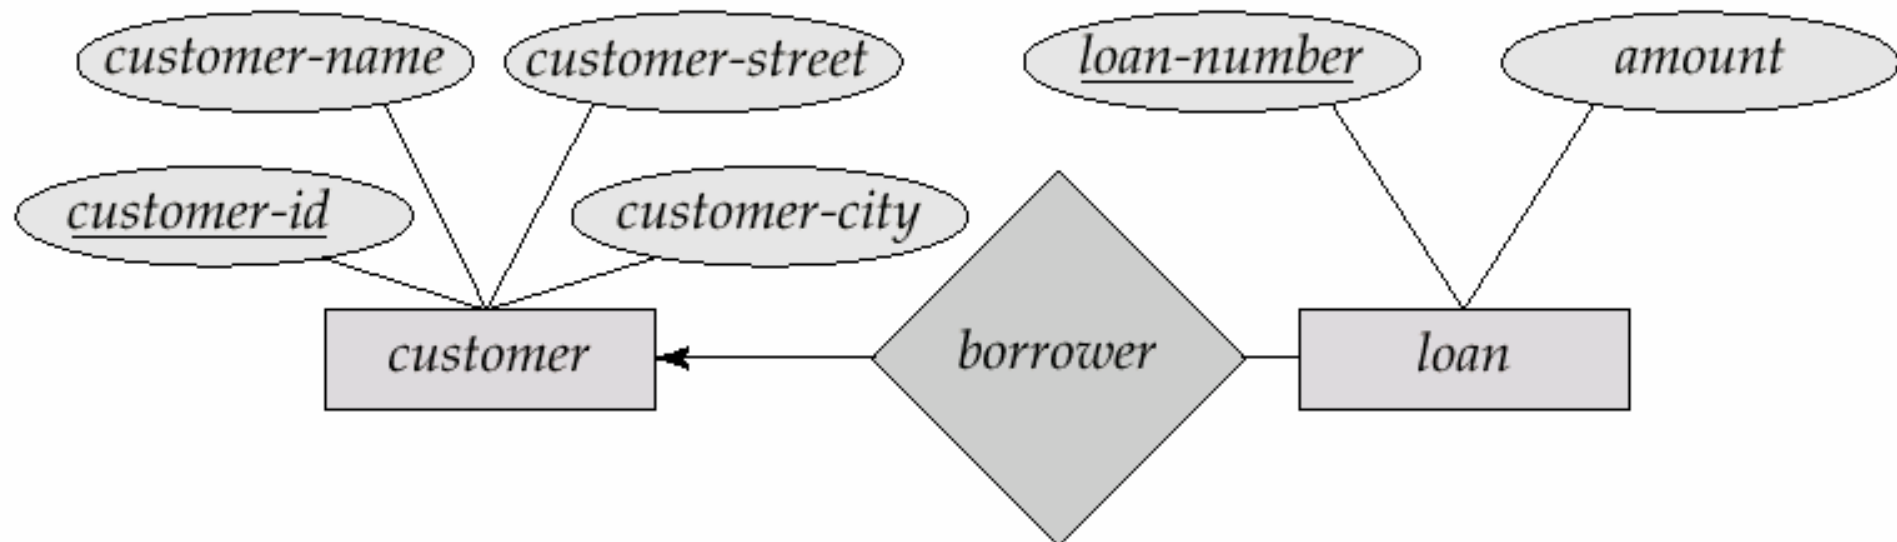 customer-name
customer-street
loan-number
amount
customer-id
customer-city
customer
borrower
loan